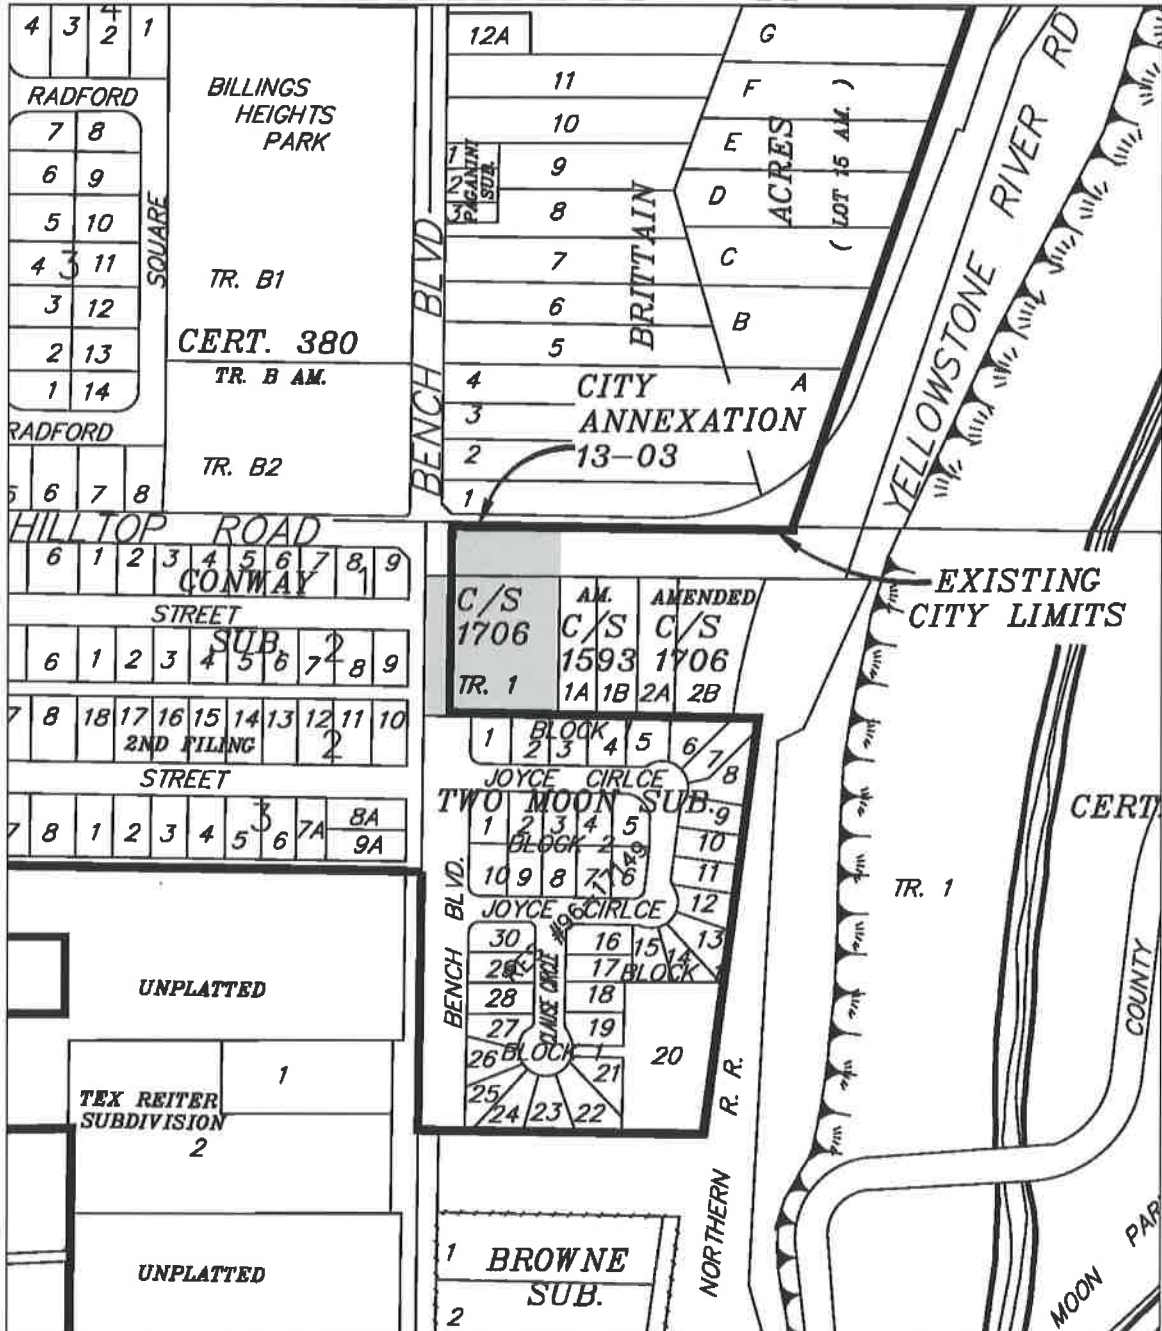 4 3 4 2 1
RADFORD
7 8
6 9
5 10
4 3 11
3 12
2 13
1 14
SQUARE
RADFORD
6 7 8
BILLINGS
HEIGHTS
PARK
TR. B1
CERT. 380
TR. B AM.
TR. B2
BENCH BLVD
12A
11
10
9
8
7
6
5
4
3
2
1
1
2
3
PAGANINI
SUB.
BRITTAIN
ACRES
( LOT 15 AM. )
G
F
E
D
C
B
A
CITY
ANNEXATION
13-03
YELLOWSTONE RIVER RD
HILLTOP ROAD
6 1 2 3 4 5 6 7 8 1 9
CONWAY
STREET
SUB.
6 1 2 3 4 5 6 7 2 8 9
7 8 18 17 16 15 14 13 12 11 10
2ND FILING 2
STREET
7 8 1 2 3 4 5 3 6 7A 8A
9A
C/S
1706
TR. 1
AM.
C/S
1593
1A 1B
AMENDED
C/S
1706
2A 2B
EXISTING
CITY LIMITS
BLOCK
1 2 3 4 5 6 7 8
JOYCE CIRLCE
TWO MOON SUB.
1 2 3 4 5
BLOCK 2
10 9 8 7 6
9
10
11
12
13
14
15
JOYCE CIRLCE
BLOCK
30
28
27
26
25
24 23 22
16
17
18
19
21
20
CLAUSE CIRCLE
BLOCK 1
BENCH BLVD.
UNPLATTED
TEX REITER
SUBDIVISION
1
2
UNPLATTED
1 BROWNE
SUB.
2
NORTHERN R. R.
TR. 1
CERT.
COUNTY
MOON PAR